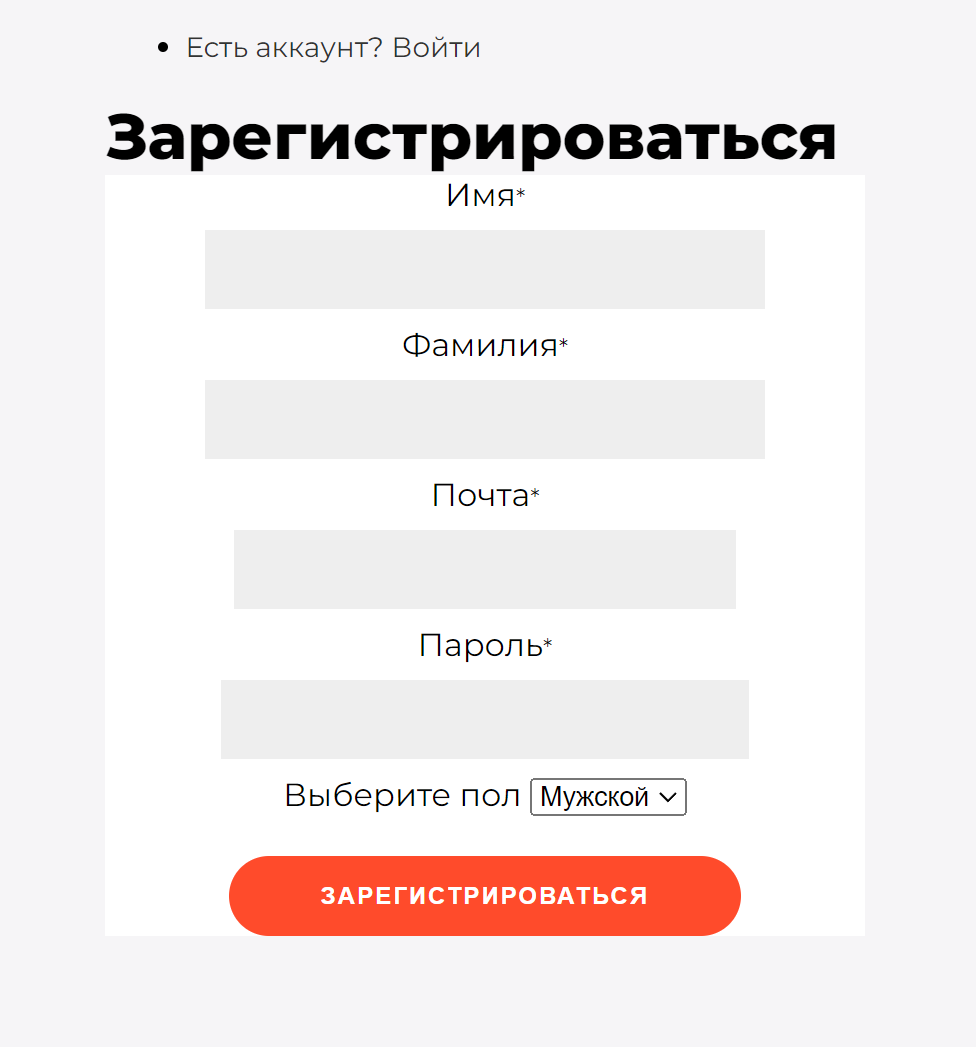 Есть аккаунт? Войти
Зарегистрироваться
Имя*
Фамилия*
Почта*
Пароль*
Выберите пол Мужской
ЗАРЕГИСТРИРОВАТЬСЯ